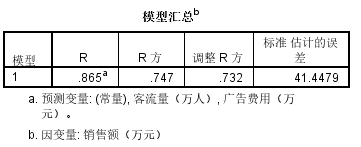 模型汇总b
模型 R R 方 调整 R 方 标准 估计的误差
1 .865a .747 .732 41.4479
a. 预测变量: (常量), 客流量（万人）, 广告费用（万
元）。
b. 因变量: 销售额（万元）